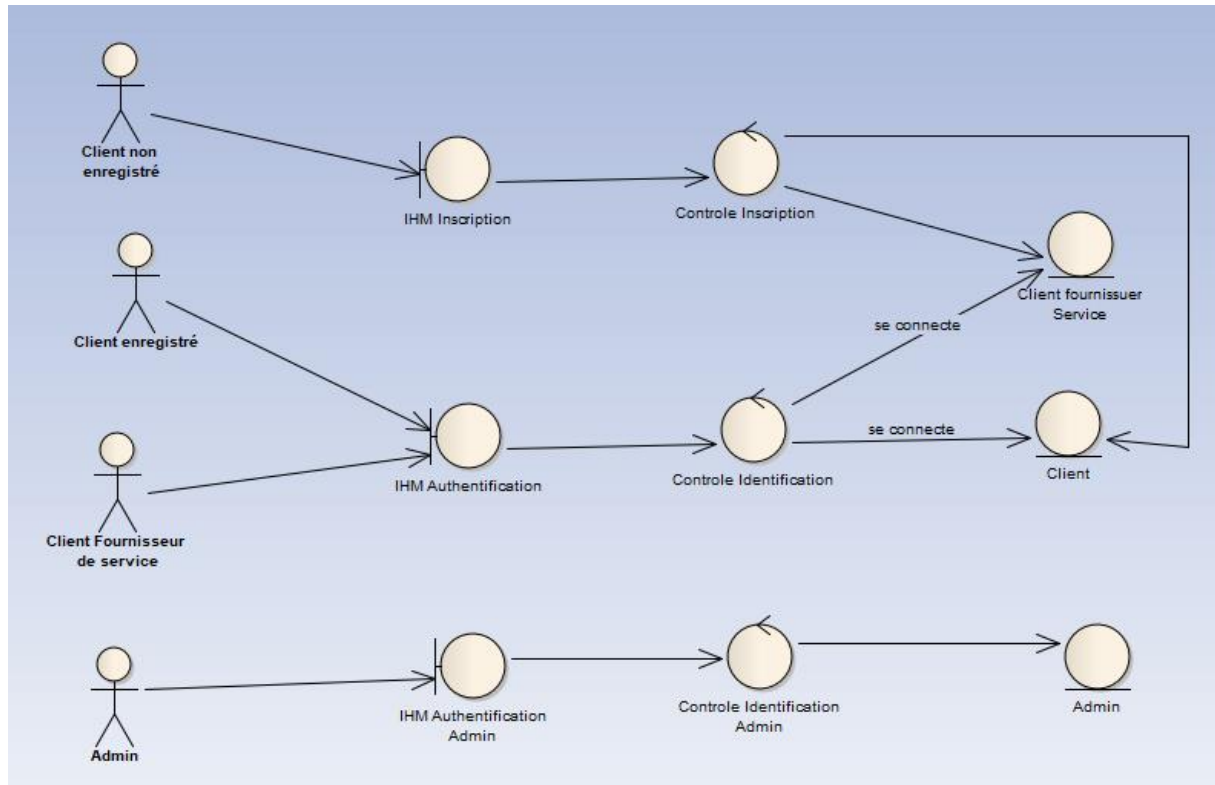 Client non
enregistré
IHM Inscription
Controle Inscription
Client fournissuer
Service
Client enregistré
se connecte
se connecte
IHM Authentification
Controle Identification
Client
Client Fournisseur
de service
IHM Authentification
Admin
Controle Identification
Admin
Admin
Admin